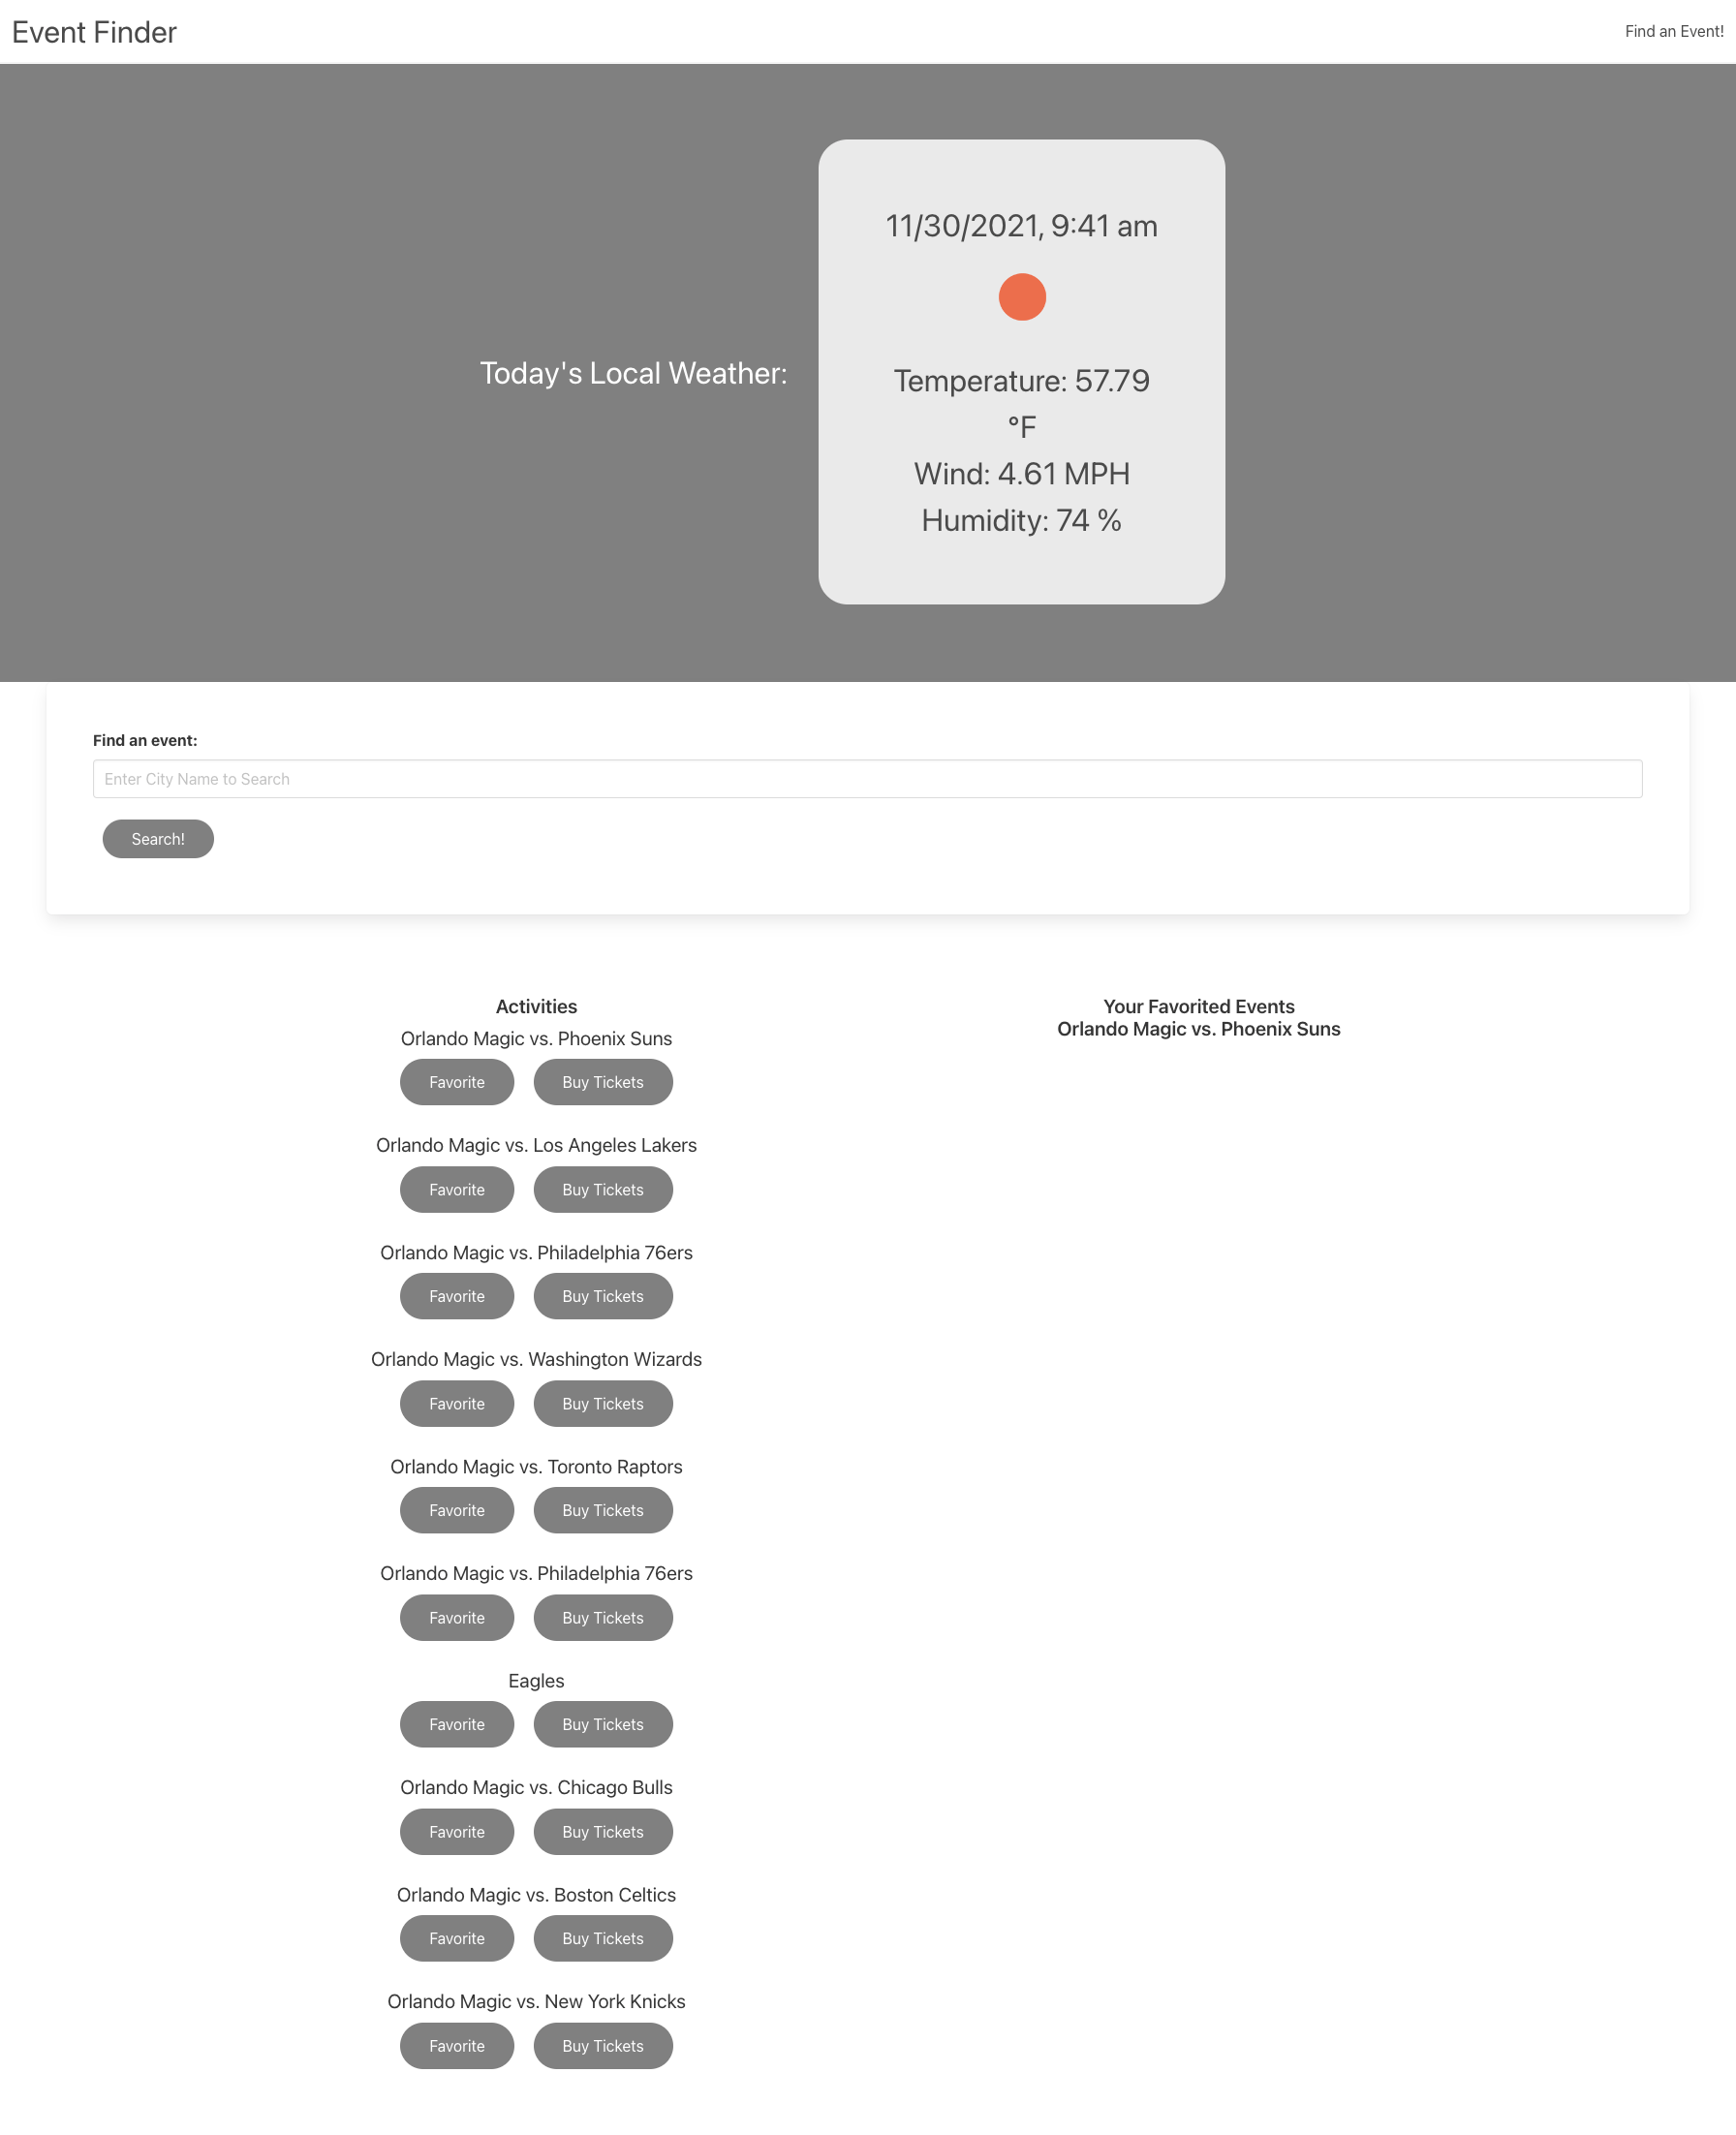 Event Finder
Find an Event!
Today's Local Weather:
11/30/2021, 9:41 am
Temperature: 57.79
°F
Wind: 4.61 MPH
Humidity: 74 %
Find an event:
Enter City Name to Search
Search!
Activities
Orlando Magic vs. Phoenix Suns
Favorite Buy Tickets
Orlando Magic vs. Los Angeles Lakers
Favorite Buy Tickets
Orlando Magic vs. Philadelphia 76ers
Favorite Buy Tickets
Orlando Magic vs. Washington Wizards
Favorite Buy Tickets
Orlando Magic vs. Toronto Raptors
Favorite Buy Tickets
Orlando Magic vs. Philadelphia 76ers
Favorite Buy Tickets
Eagles
Favorite Buy Tickets
Orlando Magic vs. Chicago Bulls
Favorite Buy Tickets
Orlando Magic vs. Boston Celtics
Favorite Buy Tickets
Orlando Magic vs. New York Knicks
Favorite Buy Tickets
Your Favorited Events
Orlando Magic vs. Phoenix Suns